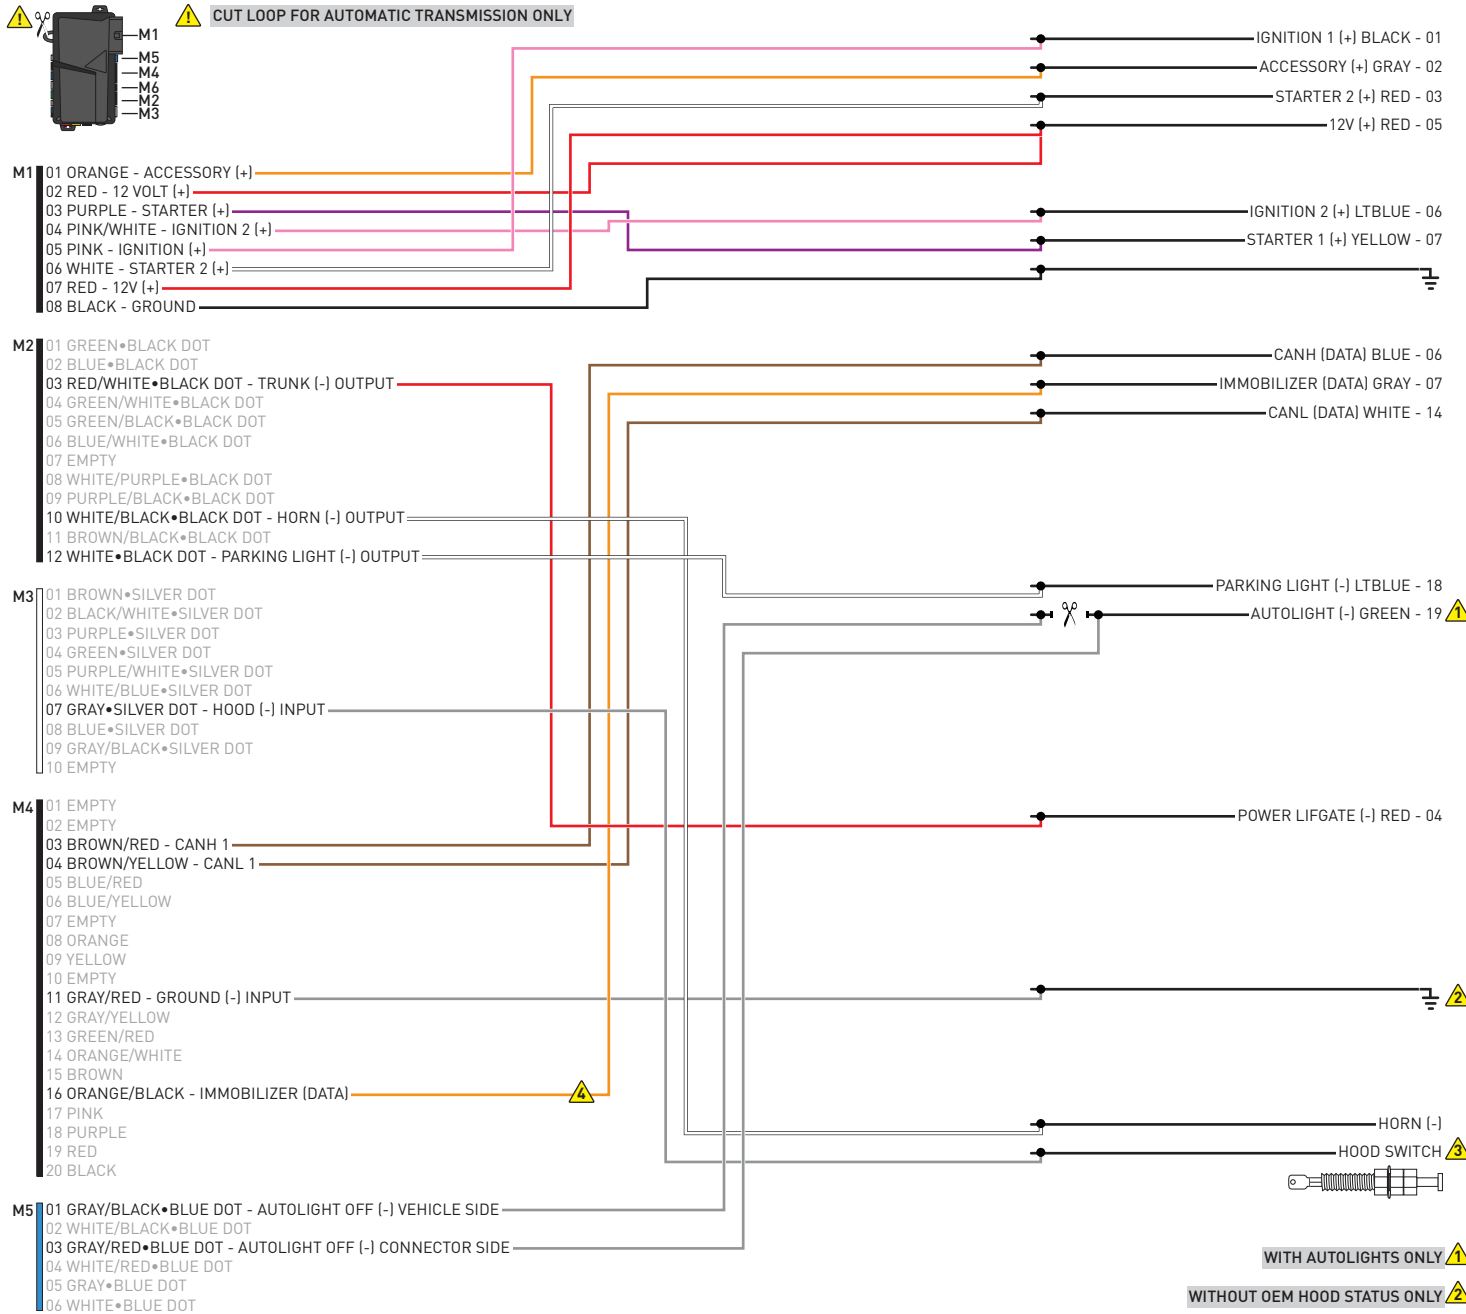 CUT LOOP FOR AUTOMATIC TRANSMISSION ONLY
M1
M5
M4
M6
M2
M3
IGNITION 1 (+) BLACK - 01
ACCESSORY (+) GRAY - 02
STARTER 2 (+) RED - 03
12V (+) RED - 05
IGNITION 2 (+) LTBLUE - 06
STARTER 1 (+) YELLOW - 07
M1
01 ORANGE - ACCESSORY (+)
02 RED - 12 VOLT (+)
03 PURPLE - STARTER (+)
04 PINK/WHITE - IGNITION 2 (+)
05 PINK - IGNITION (+)
06 WHITE - STARTER 2 (+)
07 RED - 12V (+)
08 BLACK - GROUND
M2
01 GREEN•BLACK DOT
02 BLUE•BLACK DOT
03 RED/WHITE•BLACK DOT - TRUNK (-) OUTPUT
04 GREEN/WHITE•BLACK DOT
05 GREEN/BLACK•BLACK DOT
06 BLUE/WHITE•BLACK DOT
07 EMPTY
08 WHITE/PURPLE•BLACK DOT
09 PURPLE/BLACK•BLACK DOT
10 WHITE/BLACK•BLACK DOT - HORN (-) OUTPUT
11 BROWN/BLACK•BLACK DOT
12 WHITE•BLACK DOT - PARKING LIGHT (-) OUTPUT
CANH (DATA) BLUE - 06
IMMOBILIZER (DATA) GRAY - 07
CANL (DATA) WHITE - 14
PARKING LIGHT (-) LTBLUE - 18
AUTOLIGHT (-) GREEN - 19 1
M3
01 BROWN•SILVER DOT
02 BLACK/WHITE•SILVER DOT
03 PURPLE•SILVER DOT
04 GREEN•SILVER DOT
05 PURPLE/WHITE•SILVER DOT
06 WHITE/BLUE•SILVER DOT
07 GRAY•SILVER DOT - HOOD (-) INPUT
08 BLUE•SILVER DOT
09 GRAY/BLACK•SILVER DOT
10 EMPTY
M4
01 EMPTY
02 EMPTY
03 BROWN/RED - CANH 1
04 BROWN/YELLOW - CANL 1
05 BLUE/RED
06 BLUE/YELLOW
07 EMPTY
08 ORANGE
09 YELLOW
10 EMPTY
11 GRAY/RED - GROUND (-) INPUT
12 GRAY/YELLOW
13 GREEN/RED
14 ORANGE/WHITE
15 BROWN
16 ORANGE/BLACK - IMMOBILIZER (DATA)
4
17 PINK
18 PURPLE
19 RED
20 BLACK
POWER LIFGATE (-) RED - 04
2
HORN (-)
HOOD SWITCH 3
M5
01 GRAY/BLACK•BLUE DOT - AUTOLIGHT OFF (-) VEHICLE SIDE
02 WHITE/BLACK•BLUE DOT
03 GRAY/RED•BLUE DOT - AUTOLIGHT OFF (-) CONNECTOR SIDE
04 WHITE/RED•BLUE DOT
05 GRAY•BLUE DOT
06 WHITE•BLUE DOT
WITH AUTOLIGHTS ONLY 1
WITHOUT OEM HOOD STATUS ONLY 2